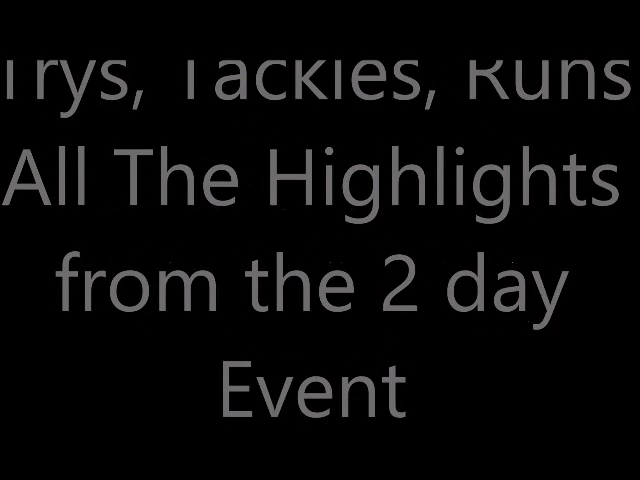 Trys, Tackles, Runs
All The Highlights
from the 2 day
Event